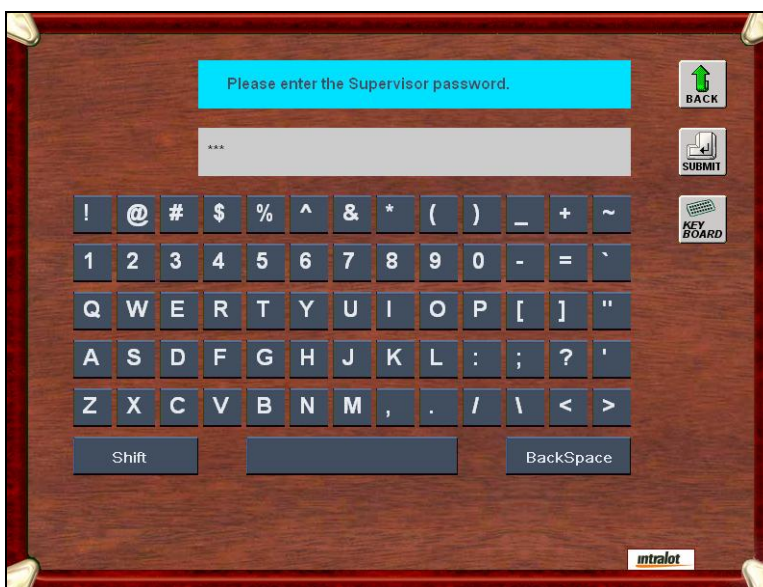 Please enter the Supervisor password.
BACK
***
SUBMIT
! @ # $ % ^ & * ( ) _ + ~
KEY
BOARD
1 2 3 4 5 6 7 8 9 0 - = `
Q W E R T Y U I O P [ ] "
A S D F G H J K L : ; ? '
Z X C V B N M , . / \ < >
Shift BackSpace
intralot